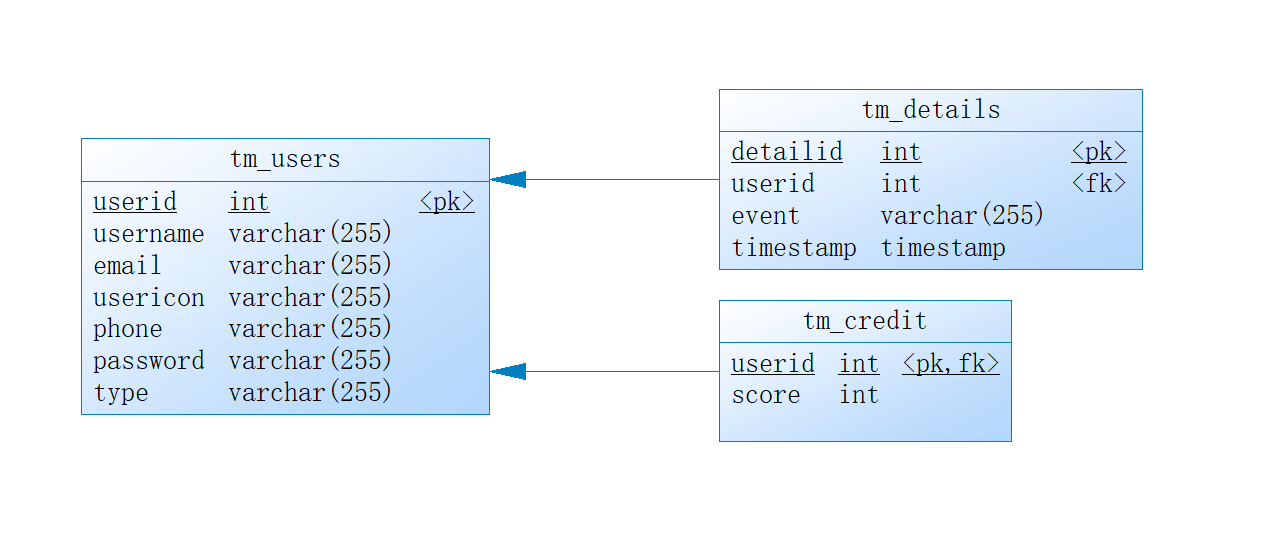 tm_users
userid int <pk>
username varchar(255)
email varchar(255)
usericon varchar(255)
phone varchar(255)
password varchar(255)
type varchar(255)
tm_details
detailid int <pk>
userid int <fk>
event varchar(255)
timestamp timestamp
tm_credit
userid int <pk,fk>
score int